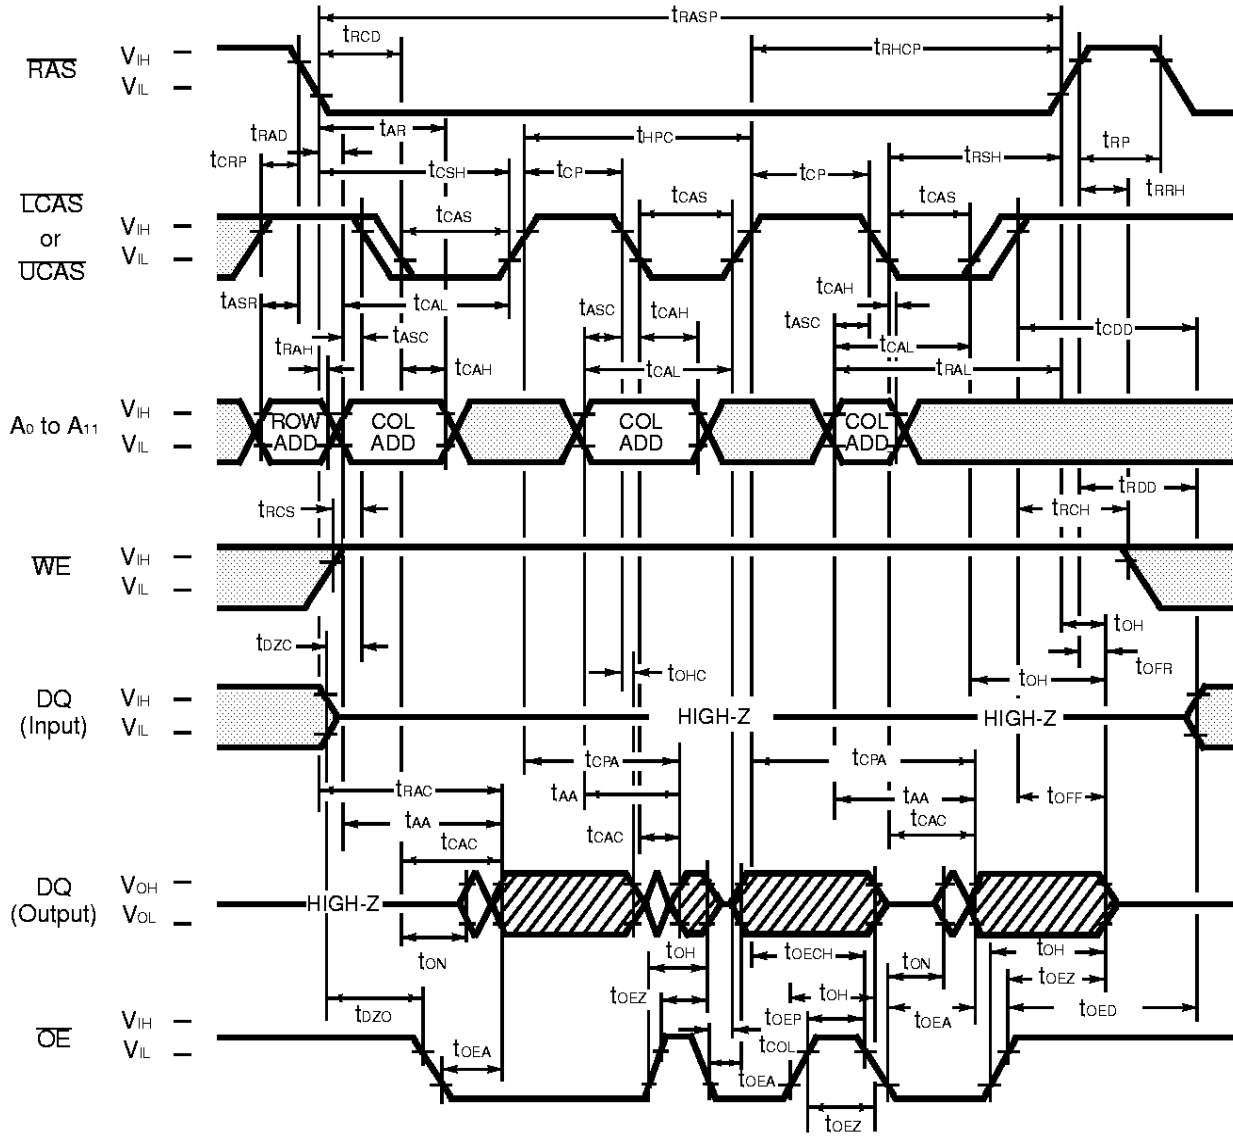 tRASP
tRCD
tRHCP
RAS
VIH
VIL
tRAD
tAR
tHPC
tRP
tCRP
tCSH
tCP
tCP
tRSH
tRRH
LCAS
or
UCAS
VIH
VIL
tCAS
tCAS
tCAS
tASR
tCAL
tASC
tCAH
tASC
tCAH
tCDD
tRAH
tASC
tCAH
tCAL
tCAL
tRAL
A0 to A11
VIH
VIL
ROW
ADD
COL
ADD
COL
ADD
COL
ADD
tRCS
tRDD
tRCH
WE
VIH
VIL
tDZC
tOHC
tOH
tOFR
tOH
DQ
(Input)
VIH
VIL
HIGH-Z
HIGH-Z
tCPA
tCPA
tRAC
tAA
tAA
tOFF
tAA
tCAC
tCAC
tCAC
DQ
(Output)
VOH
VOL
HIGH-Z
tON
tOH
tOECH
tON
tOH
tOEZ
tOH
tOEZ
tDZO
tOEP
tOEA
tOED
OE
VIH
VIL
tOEA
tCOL
tOEA
tOEZ